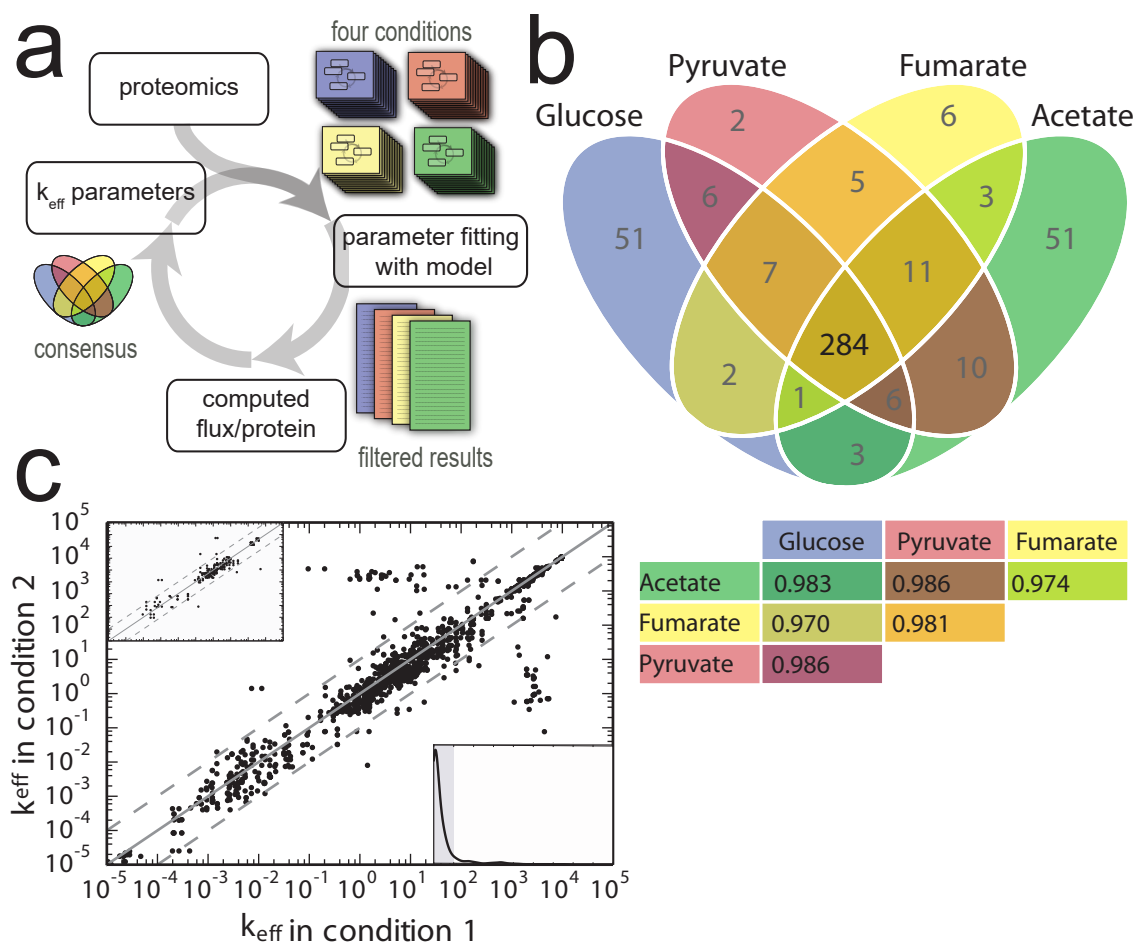 a
four conditions
proteomics
k_eff parameters
parameter fitting
with model
consensus
computed
flux/protein
filtered results
b
Pyruvate
Fumarate
Glucose
Acetate
2
6
6
5
3
51
51
7
11
284
2
10
1
6
3
Glucose Pyruvate Fumarate
Acetate 0.983 0.986 0.974
Fumarate 0.970 0.981
Pyruvate 0.986
c
k^eff in condition 2
10^5
10^4
10^3
10^2
10^1
10^0
10^-1
10^-2
10^-3
10^-4
10^-5
10^-5 10^-4 10^-3 10^-2 10^-1 10^0 10^1 10^2 10^3 10^4 10^5
k_eff in condition 1